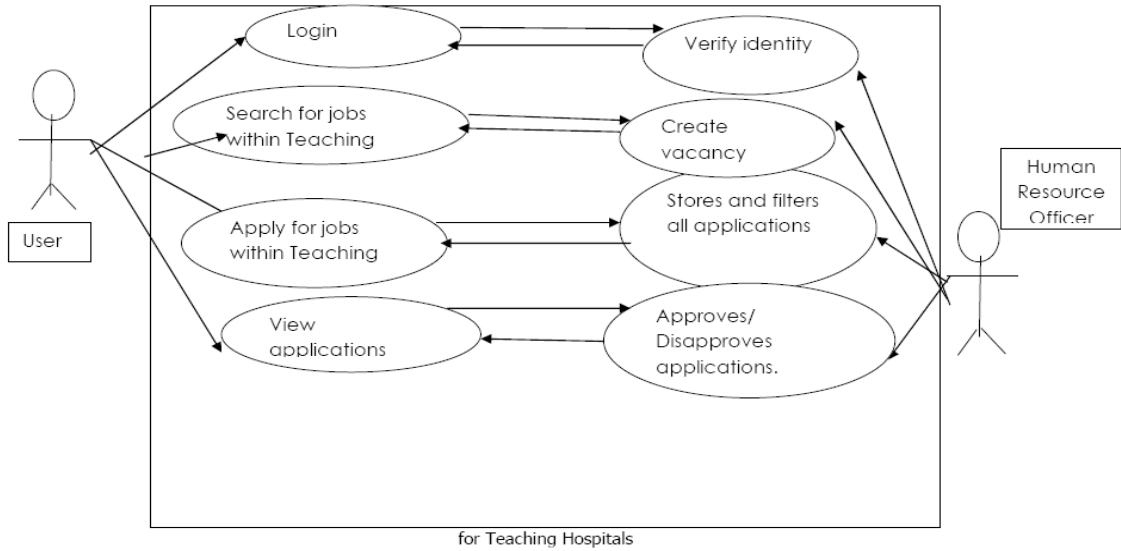 Login
Verify identity
Search for jobs
within Teaching
Create
vacancy
Human
Resource
Officer
Stores and filters
all applications
User
Apply for jobs
within Teaching
View
applications
Approves/
Disapproves
applications.
for Teaching Hospitals